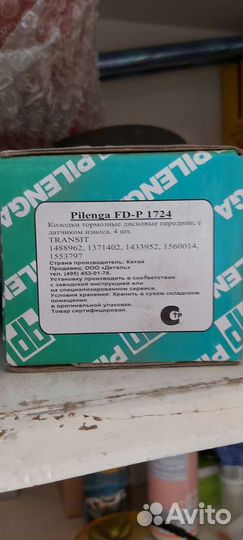 PILENGA
PILENGA
PILENGA
Pilenga FD-P 1724
Колодки тормозные дисковые передние, с
датчиком износа, 4 шт.
TRANSIT
1488962, 1371402, 1433952, 1560014,
1553797
Страна производитель: Китай
Продавец: ООО «Деталь»
тел. (495) 453-01-78.
Установку производить в соответствии
с заводской инструкцией или
на специализированном сервисе.
Условия хранения: Хранить в сухом складском
помещении
в оригинальной упаковке.
Товар сертифицирован.
Avito